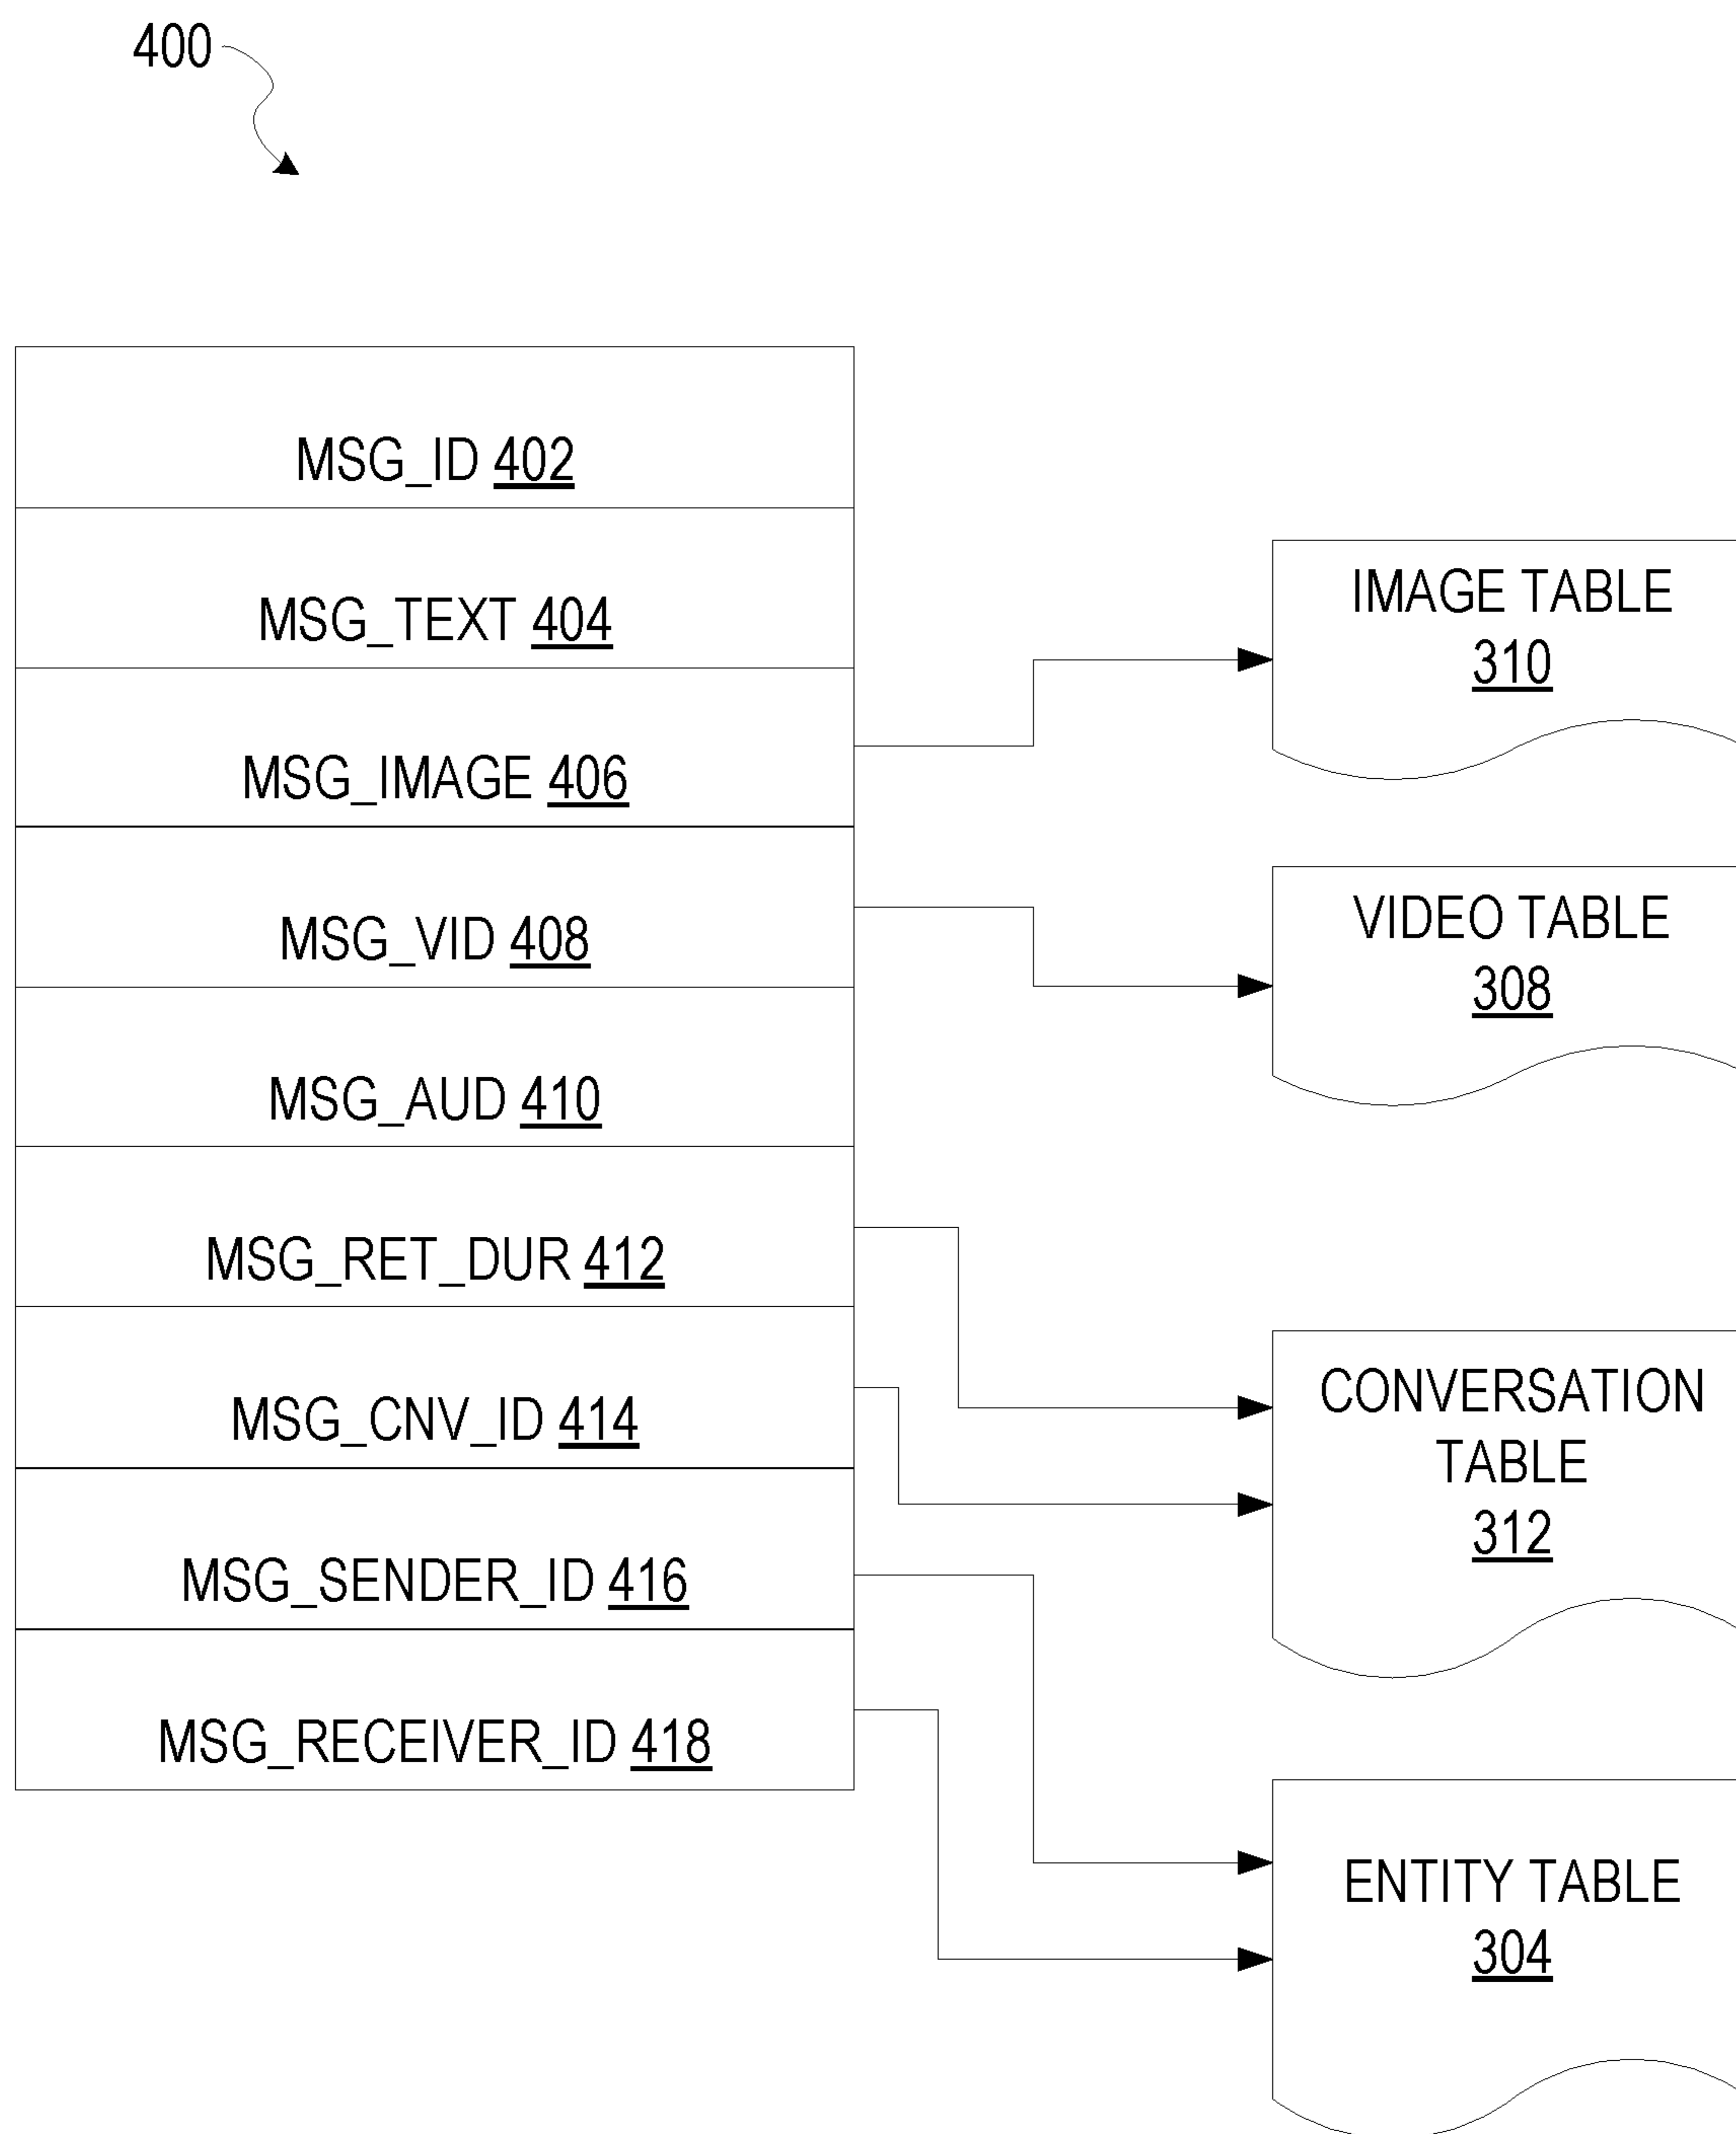 400
MSG_ID 402
MSG_TEXT 404
MSG_IMAGE 406
MSG_VID 408
MSG_AUD 410
MSG_RET_DUR 412
MSG_CNV_ID 414
MSG_SENDER_ID 416
MSG_RECEIVER_ID 418
IMAGE TABLE
310
VIDEO TABLE
308
CONVERSATION
TABLE
312
ENTITY TABLE
304